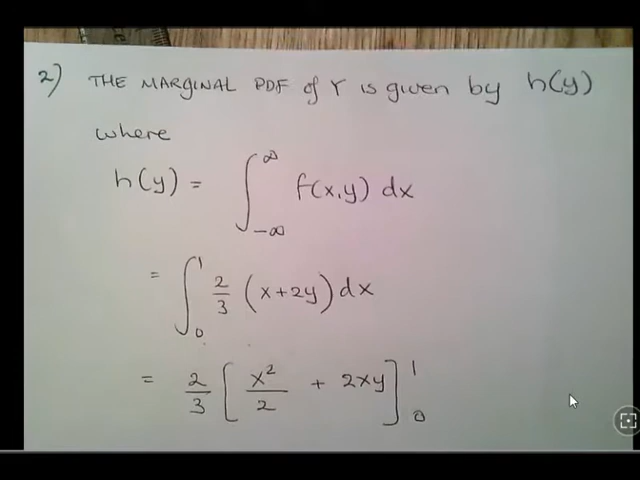 2) THE MARGINAL PDF of Y is given by h(y)
where
h(y) = ∫_{-∞}^{∞} f(x,y) dx
= ∫_0^1 2/3 (x+2y) dx
= 2/3 [ x²/2 + 2xy ]_0^1